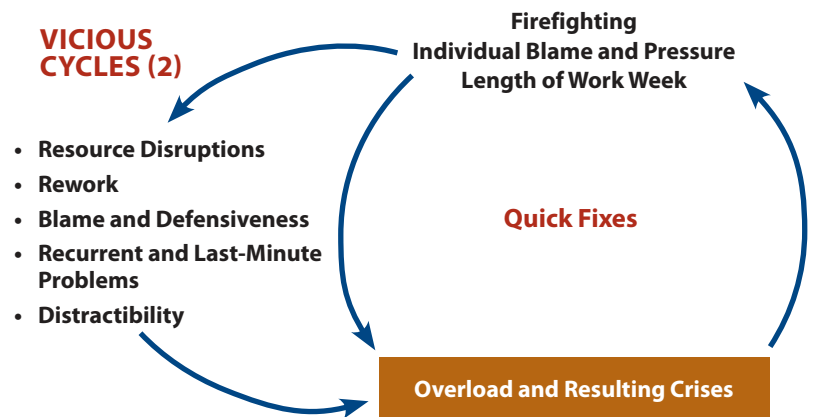 VICIOUS
CYCLES (2)
Firefighting
Individual Blame and Pressure
Length of Work Week
• Resource Disruptions
• Rework
• Blame and Defensiveness
• Recurrent and Last-Minute
Problems
• Distractibility
Quick Fixes
Overload and Resulting Crises